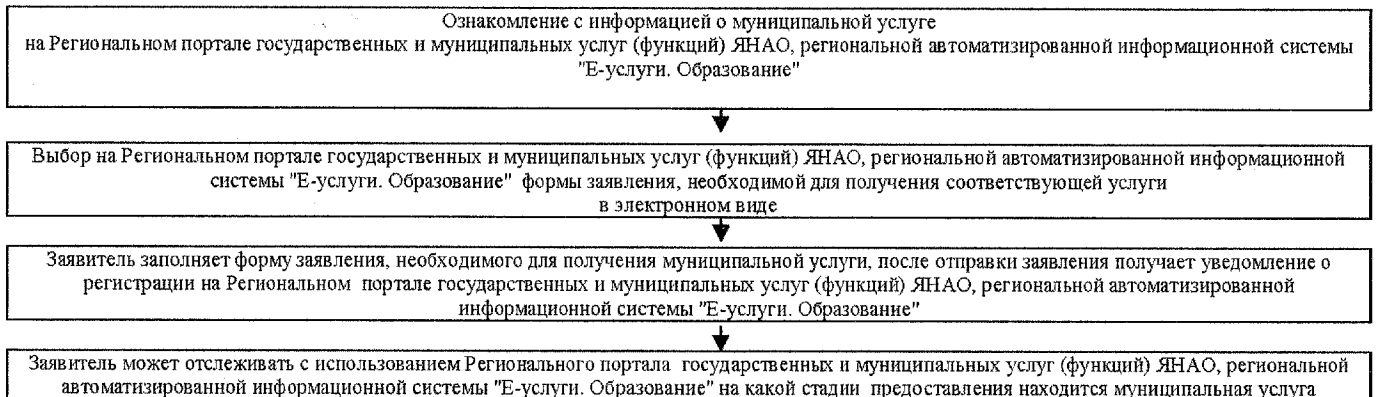 Ознакомление с информацией о муниципальной услуге
на Региональном портале государственных и муниципальных услуг (функций) ЯНАО, региональной автоматизированной информационной системы
"Е-услуги. Образование"
Выбор на Региональном портале государственных и муниципальных услуг (функций) ЯНАО, региональной автоматизированной информационной
системы "Е-услуги. Образование" формы заявления, необходимой для получения соответствующей услуги
в электронном виде
Заявитель заполняет форму заявления, необходимого для получения муниципальной услуги, после отправки заявления получает уведомление о
регистрации на Региональном портале государственных и муниципальных услуг (функций) ЯНАО, региональной автоматизированной
информационной системы "Е-услуги. Образование"
Заявитель может отслеживать с использованием Регионального портала государственных и муниципальных услуг (функций) ЯНАО, региональной
автоматизированной информационной системы "Е-услуги. Образование" на какой стадии предоставления находится муниципальная услуга